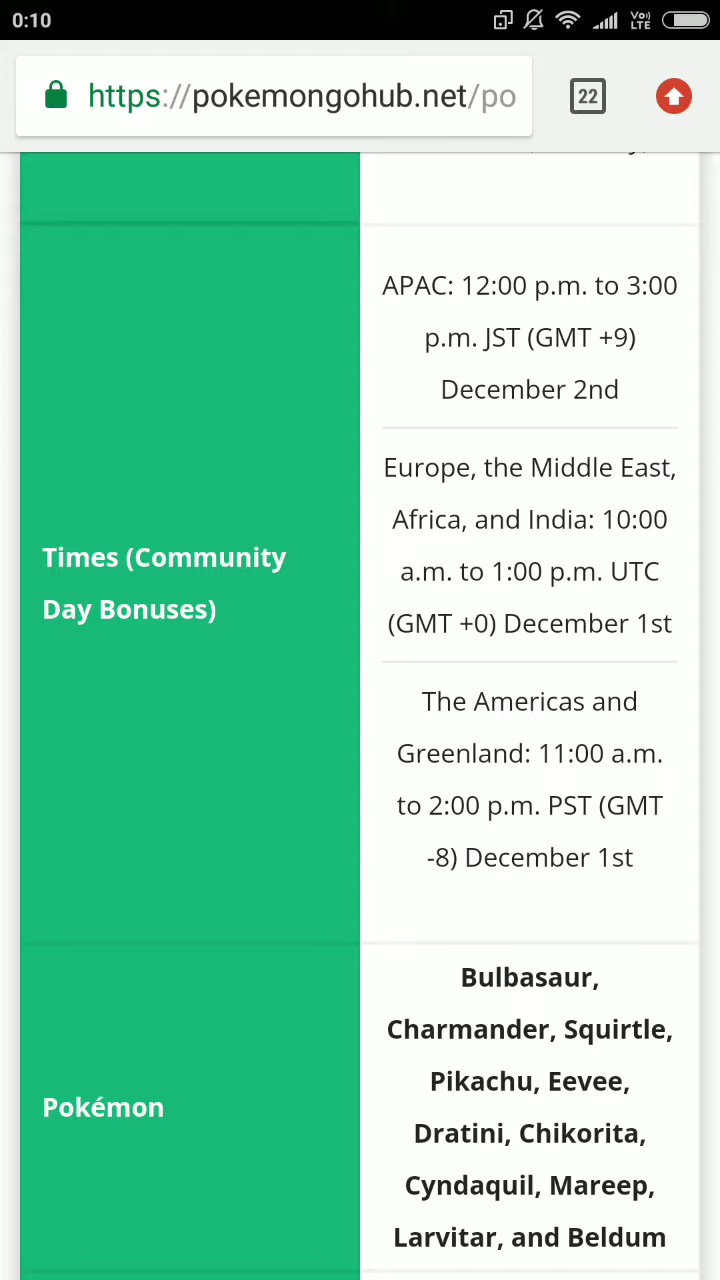 0:10
Vo) LTE
https://pokemongohub.net/po
22
APAC: 12:00 p.m. to 3:00
p.m. JST (GMT +9)
December 2nd
Europe, the Middle East,
Africa, and India: 10:00
a.m. to 1:00 p.m. UTC
(GMT +0) December 1st
Times (Community
Day Bonuses)
The Americas and
Greenland: 11:00 a.m.
to 2:00 p.m. PST (GMT
-8) December 1st
Bulbasaur,
Charmander, Squirtle,
Pikachu, Eevee,
Pokémon
Dratini, Chikorita,
Cyndaquil, Mareep,
Larvitar, and Beldum